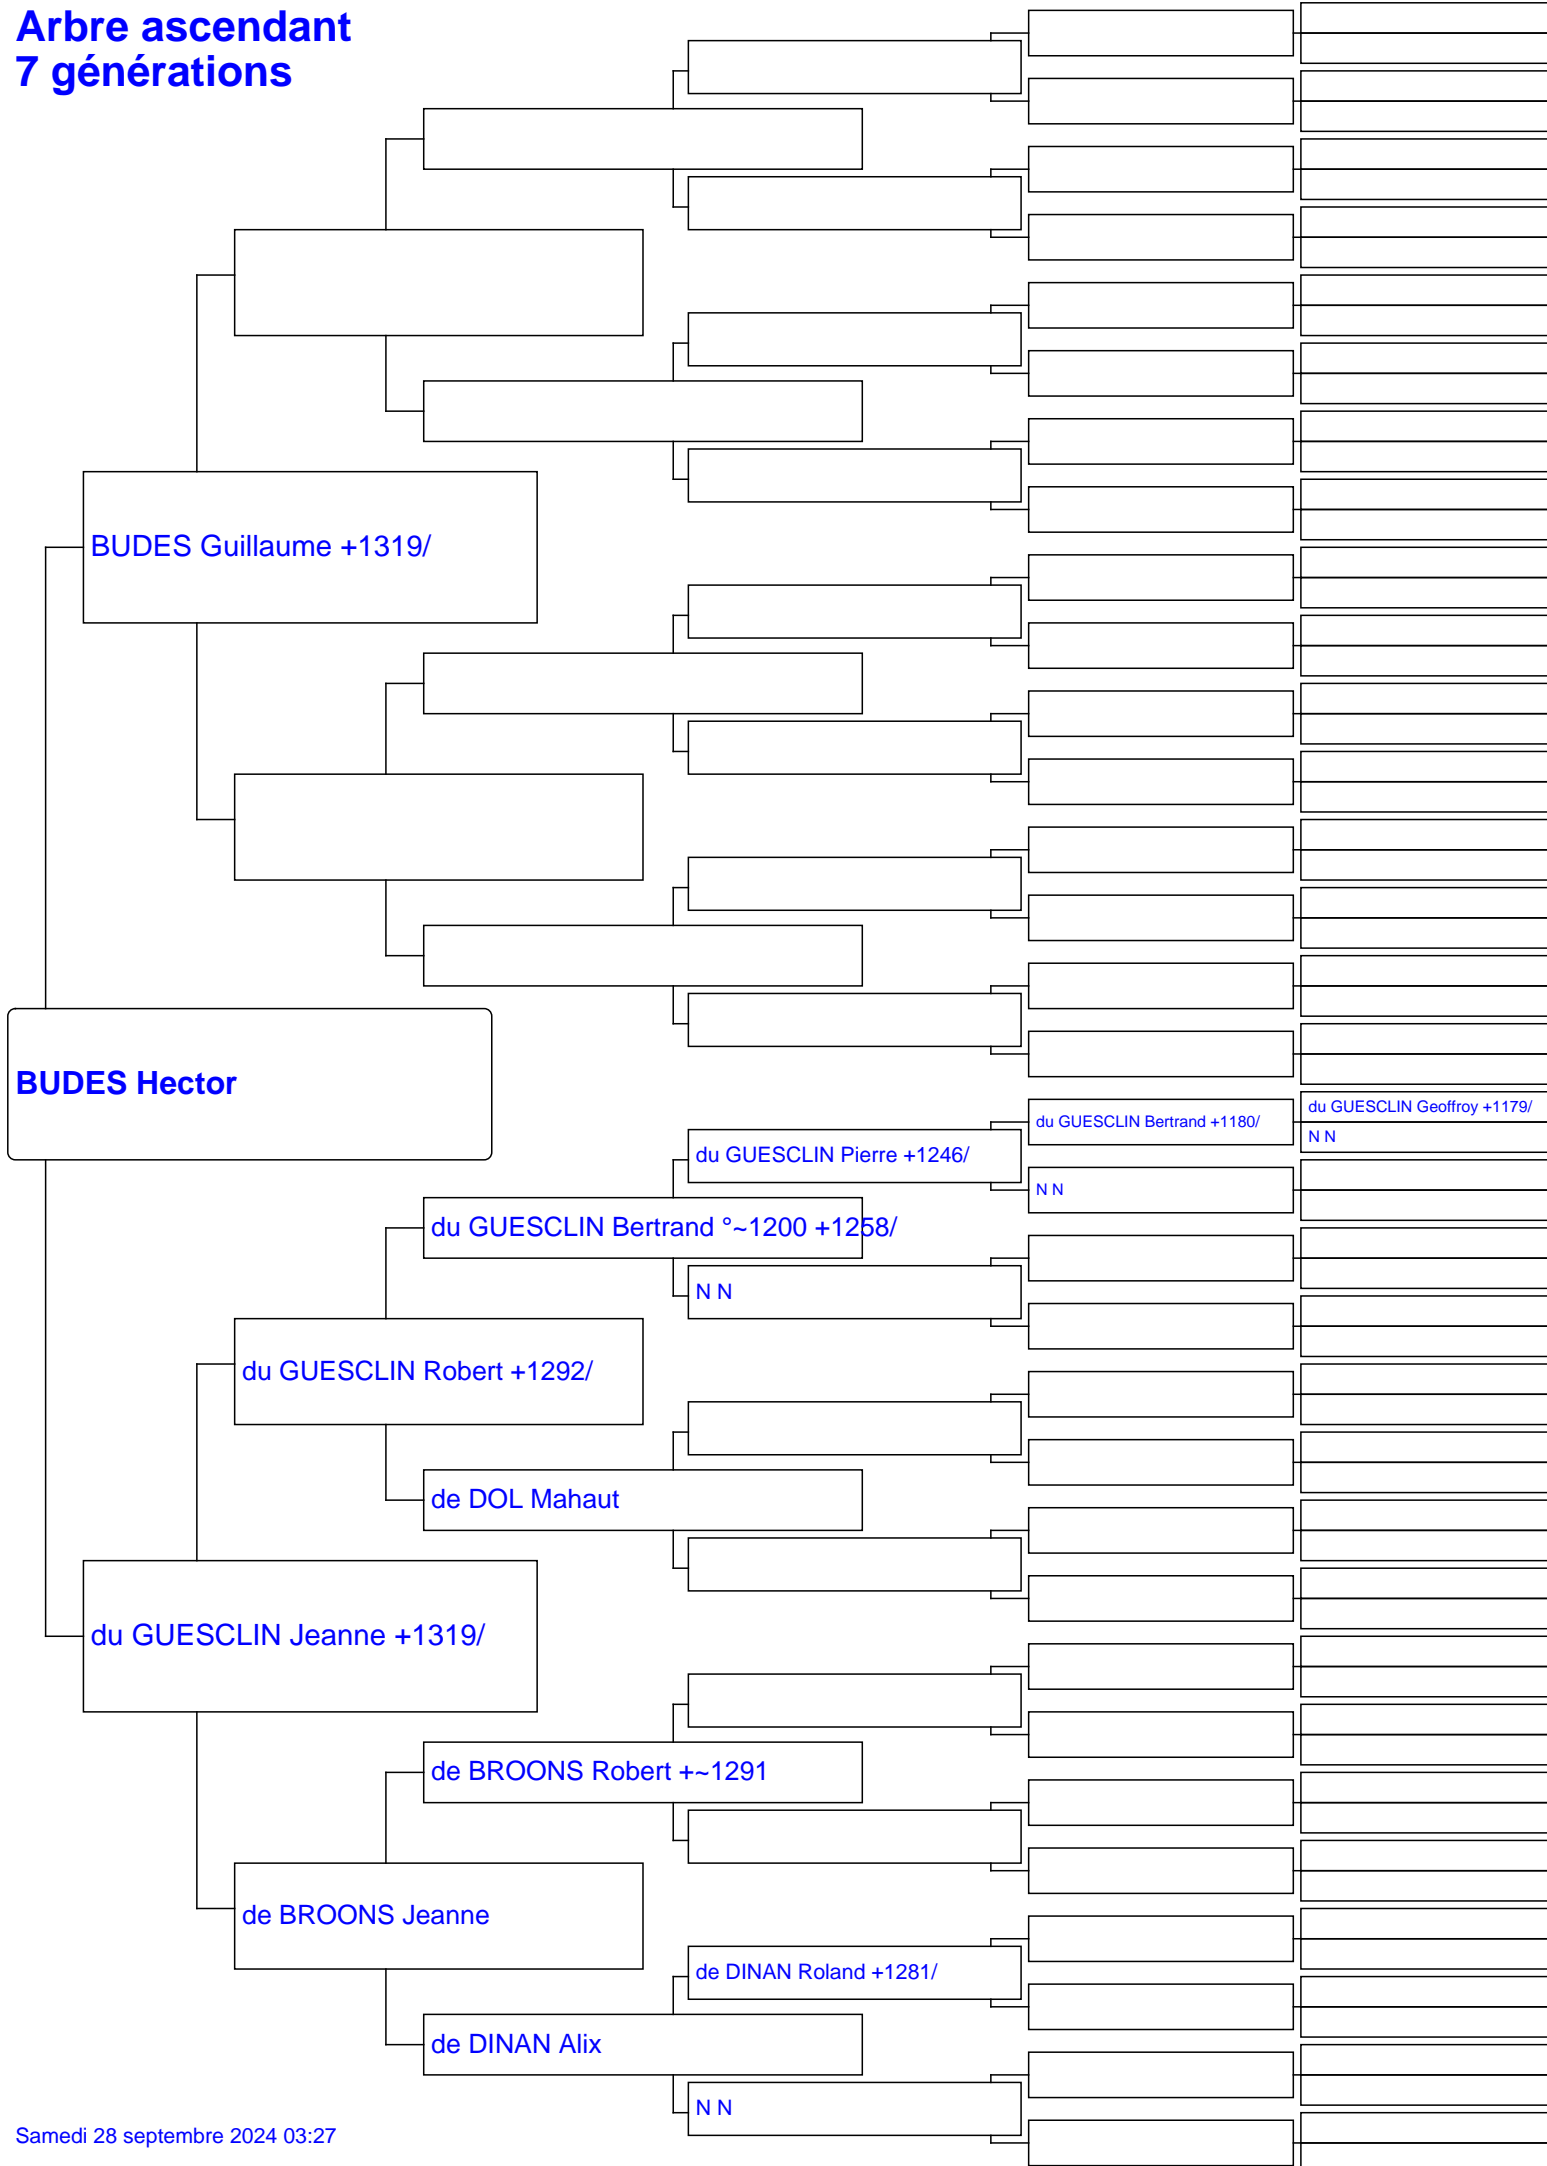 Arbre ascendant
7 générations
BUDES Guillaume +1319/
BUDES Hector
du GUESCLIN Geoffroy +1179/
du GUESCLIN Bertrand +1180/
N N
du GUESCLIN Pierre +1246/
N N
du GUESCLIN Bertrand °~1200 +1258/
N N
du GUESCLIN Robert +1292/
de DOL Mahaut
du GUESCLIN Jeanne +1319/
de BROONS Robert +~1291
de BROONS Jeanne
de DINAN Roland +1281/
de DINAN Alix
N N
Samedi 28 septembre 2024 03:27